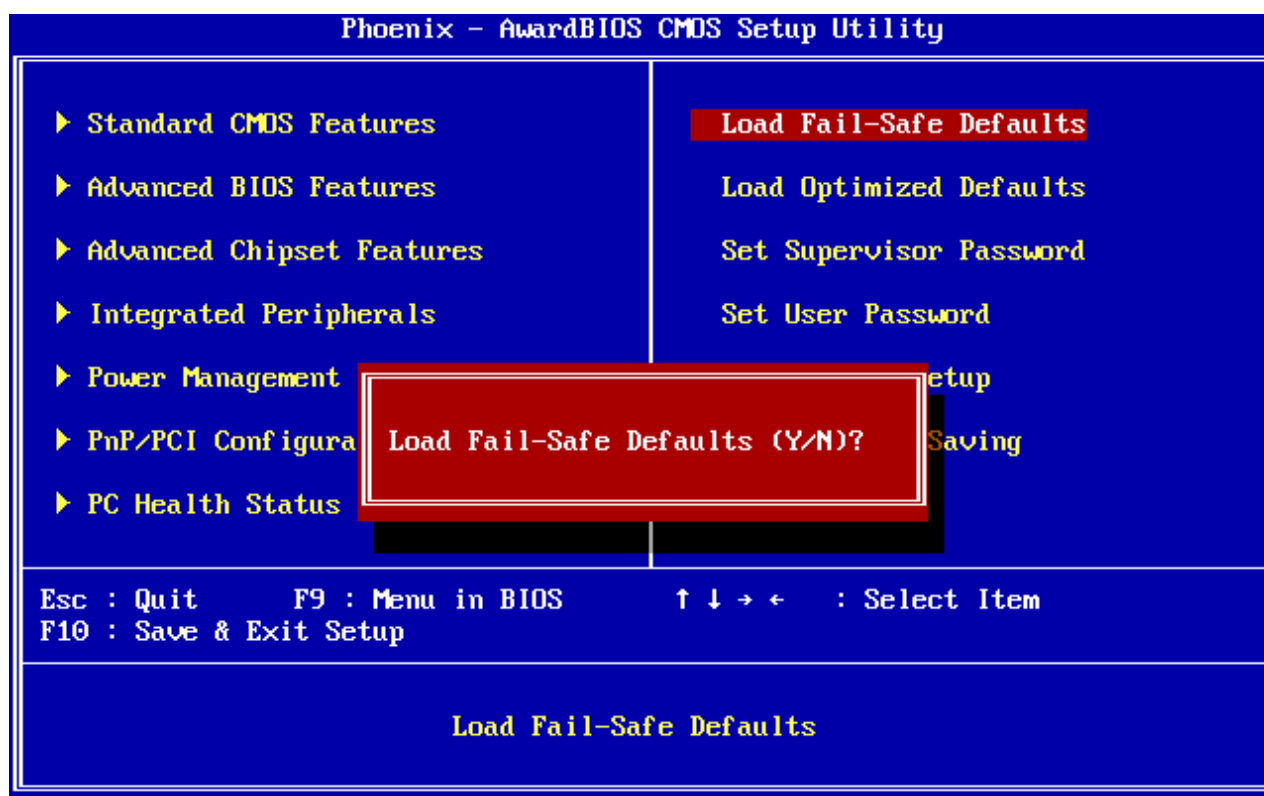 Phoenix - AwardBIOS CMOS Setup Utility
Standard CMOS Features
Advanced BIOS Features
Advanced Chipset Features
Integrated Peripherals
Power Management
PnP/PCI Configura
PC Health Status
Load Fail-Safe Defaults
Load Optimized Defaults
Set Supervisor Password
Set User Password
etup
Saving
Load Fail-Safe Defaults (Y/N)?
Esc : Quit F9 : Menu in BIOS ↑ ↓ → ← : Select Item
F10 : Save & Exit Setup
Load Fail-Safe Defaults